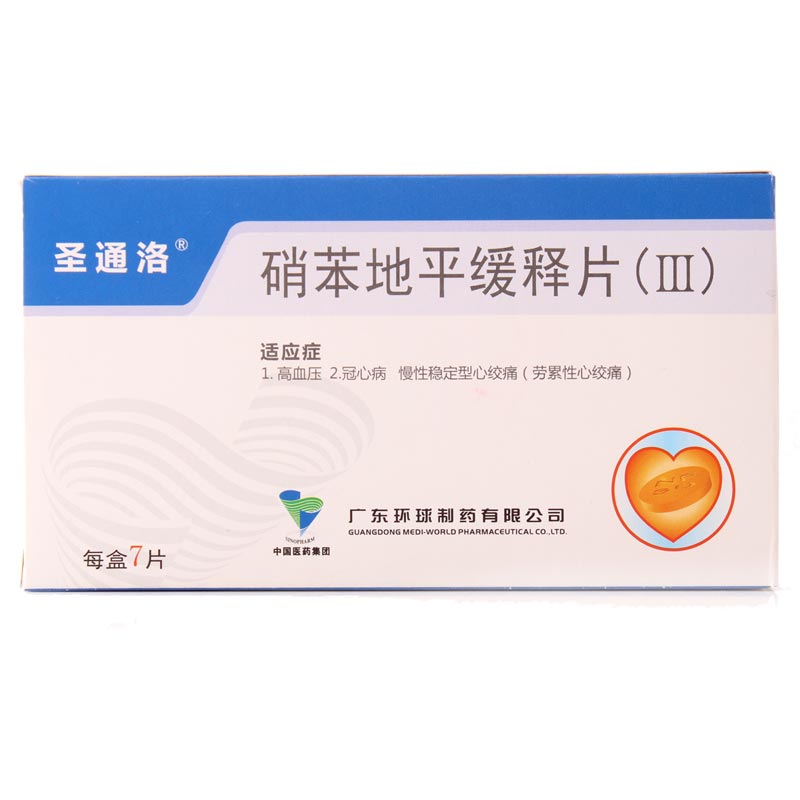 圣通洛®
硝苯地平缓释片(Ⅲ)
适应症
1. 高血压 2.冠心病 慢性稳定型心绞痛(劳累性心绞痛)
SINOPHARM
中国医药集团
广东环球制药有限公司
GUANGDONG MEDI-WORLD PHARMACEUTICAL CO.,LTD.
每盒7片